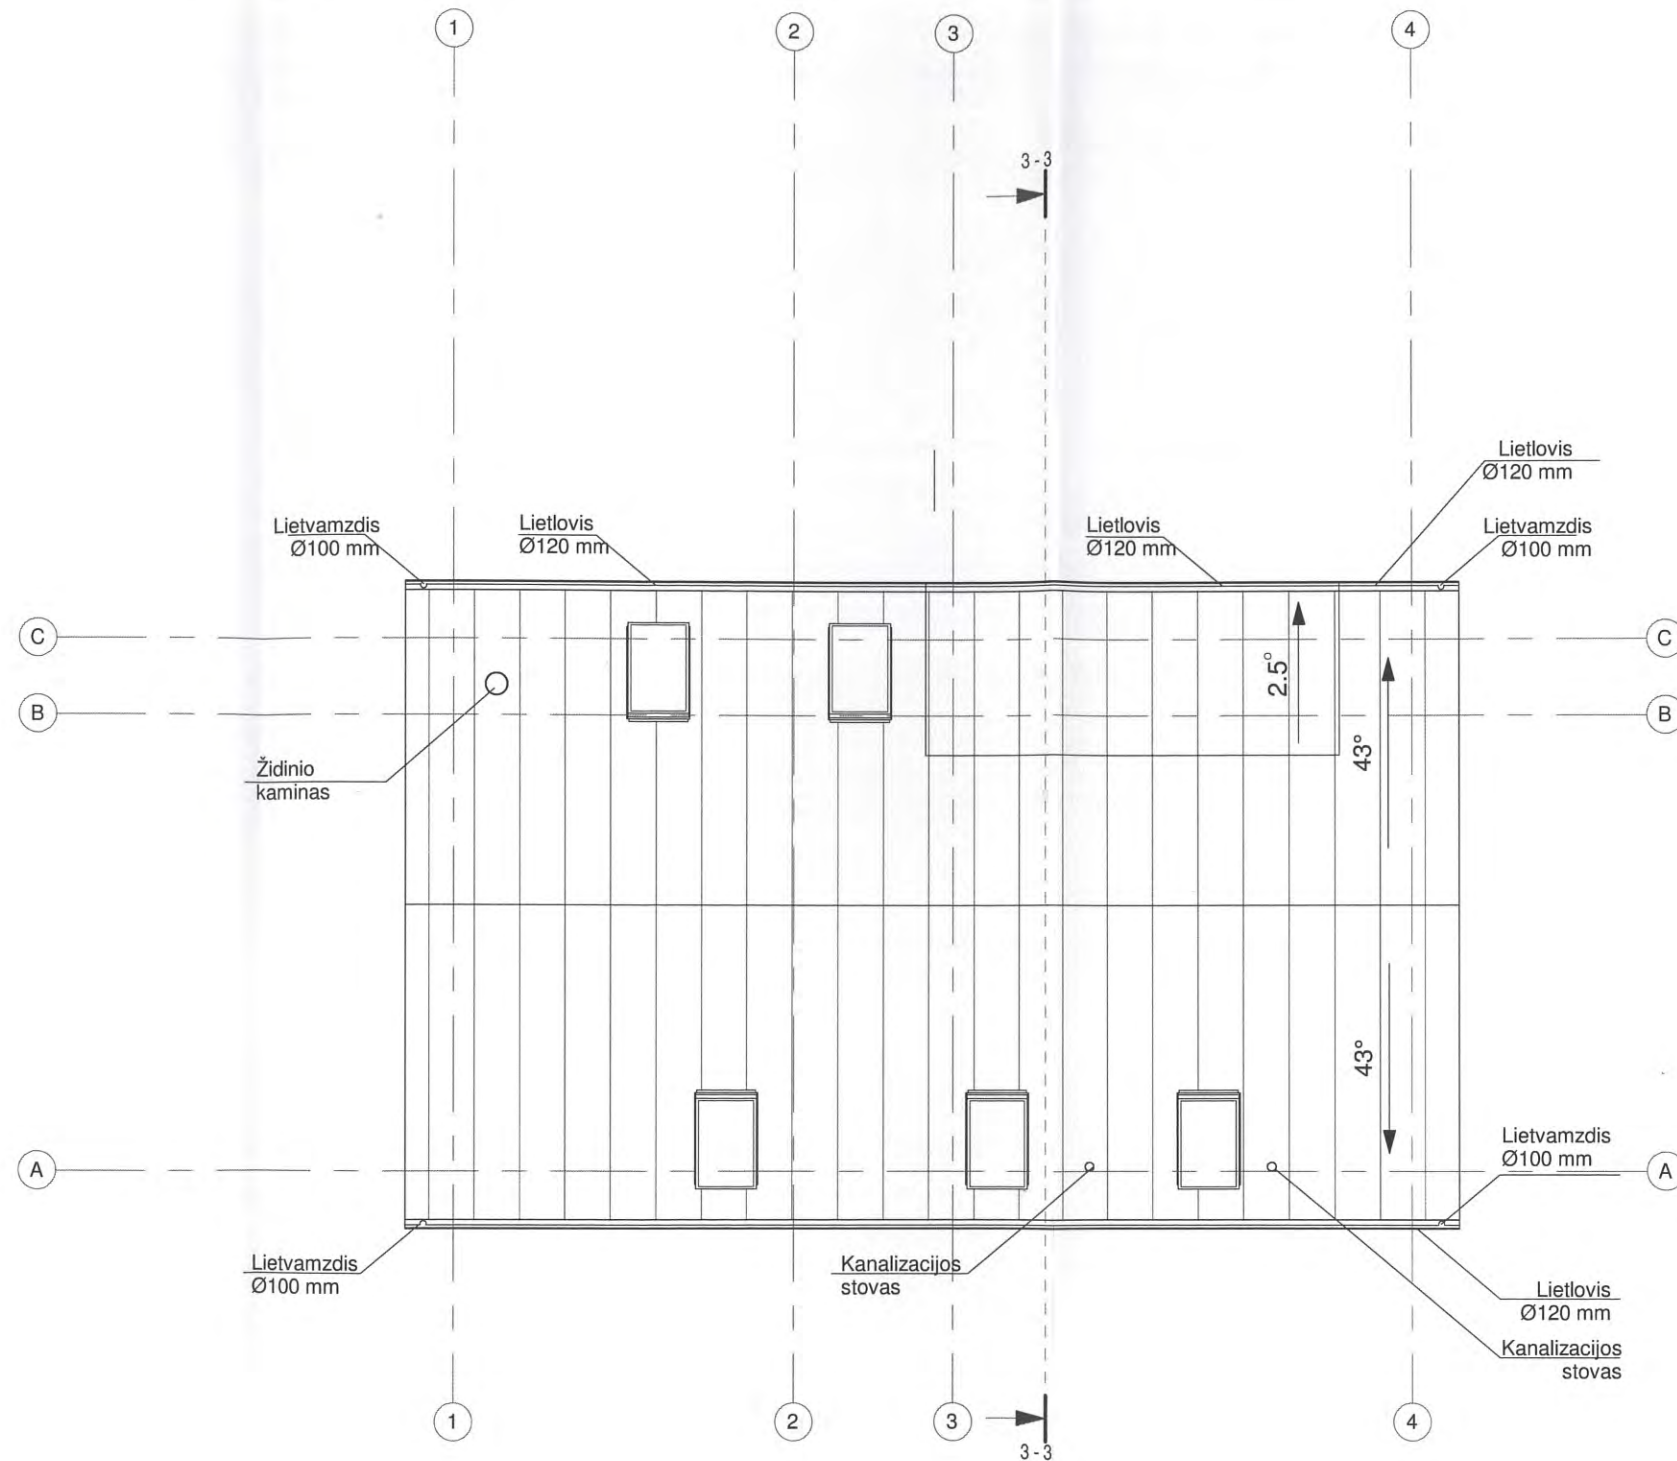 1
2
3
4
3-3
Lietlovis
Ø120 mm
Lietvamzdis
Ø100 mm
Lietlovis
Ø120 mm
Lietlovis
Ø120 mm
Lietvamzdis
Ø100 mm
C
C
2.5°
B
B
43°
Židinio
kaminas
43°
Lietvamzdis
Ø100 mm
A
A
Lietvamzdis
Ø100 mm
Kanalizacijos
stovas
Lietlovis
Ø120 mm
Kanalizacijos
stovas
1
2
3
4
3-3